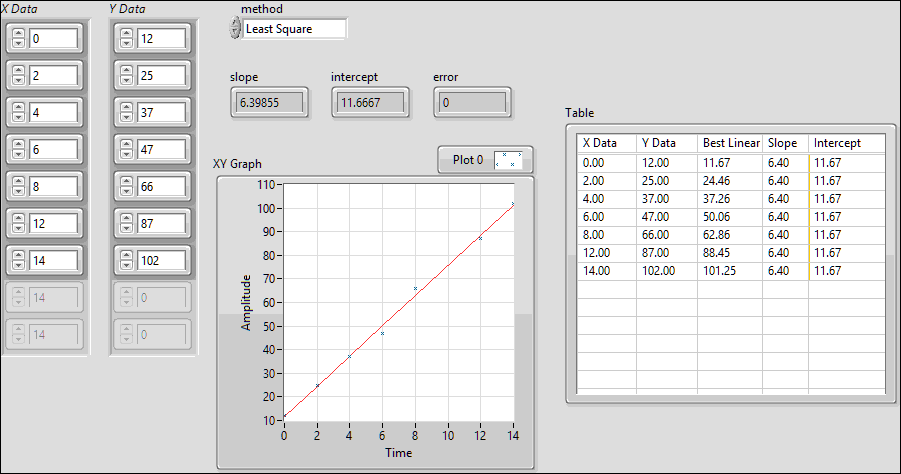 X Data
Y Data
method
Least Square
0
12
2
25
4
37
6
47
8
66
12
87
14
102
14
0
14
0
slope
intercept
error
6.39855
11.6667
0
XY Graph
Plot 0
110
100
90
80
70
60
50
40
30
20
10
Amplitude
0 2 4 6 8 10 12 14
Time
Table
X Data Y Data Best Linear Slope Intercept
0.00 12.00 11.67 6.40 11.67
2.00 25.00 24.46 6.40 11.67
4.00 37.00 37.26 6.40 11.67
6.00 47.00 50.06 6.40 11.67
8.00 66.00 62.86 6.40 11.67
12.00 87.00 88.45 6.40 11.67
14.00 102.00 101.25 6.40 11.67